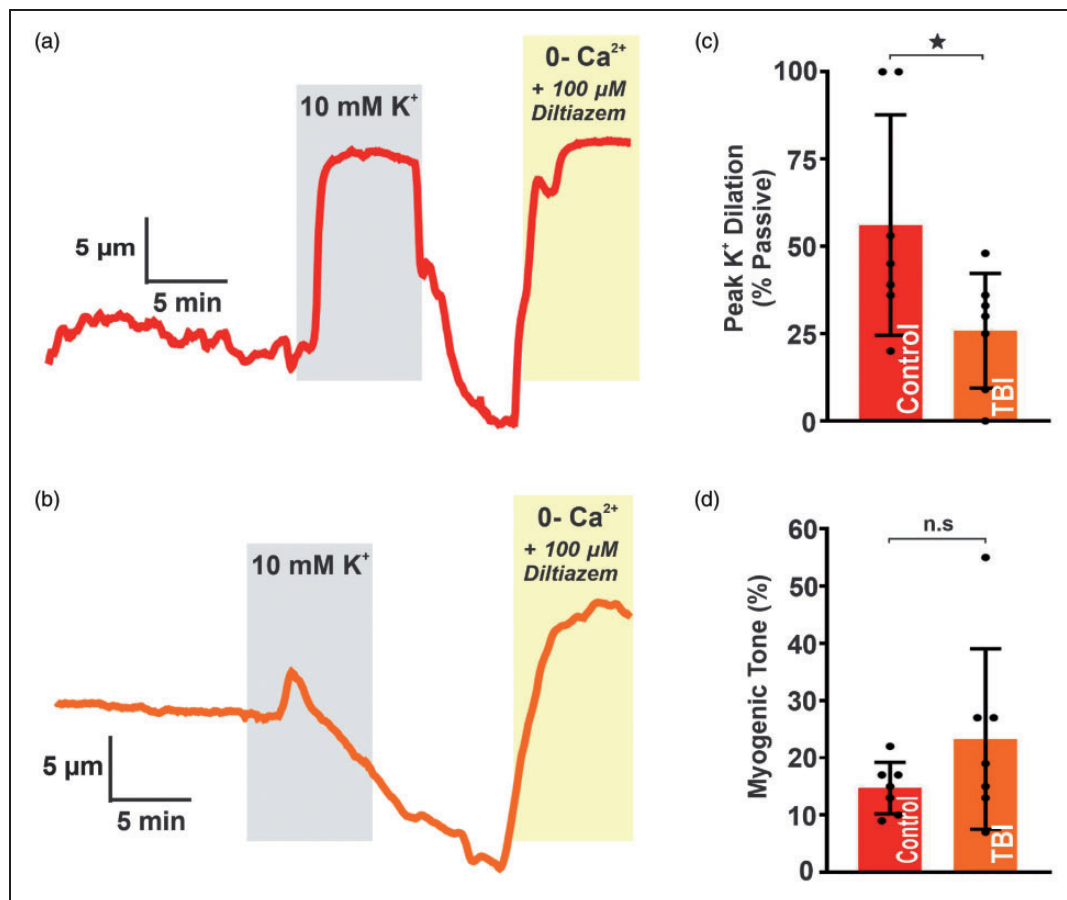 (a)
10 mM K⁺
0- Ca²⁺
+ 100 µM
Diltiazem
5 µm
5 min
(b)
10 mM K⁺
0- Ca²⁺
+ 100 µM
Diltiazem
5 µm
5 min
(c)
★
Peak K⁺ Dilation
(% Passive)
100
75
50
25
0
Control
TBI
(d)
n.s
Myogenic Tone (%)
60
50
40
30
20
10
0
Control
TBI